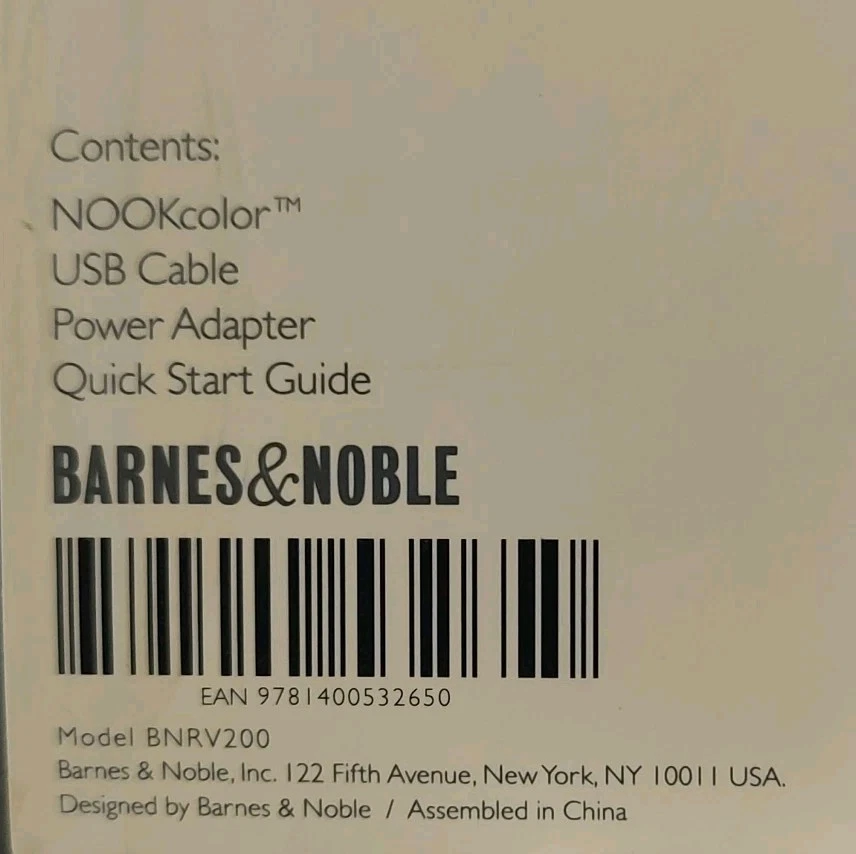 Contents:
NOOKcolor™
USB Cable
Power Adapter
Quick Start Guide
BARNES&NOBLE
EAN 9781400532650
Model BNRV200
Barnes & Noble, Inc. 122 Fifth Avenue, New York, NY 10011 USA.
Designed by Barnes & Noble / Assembled in China